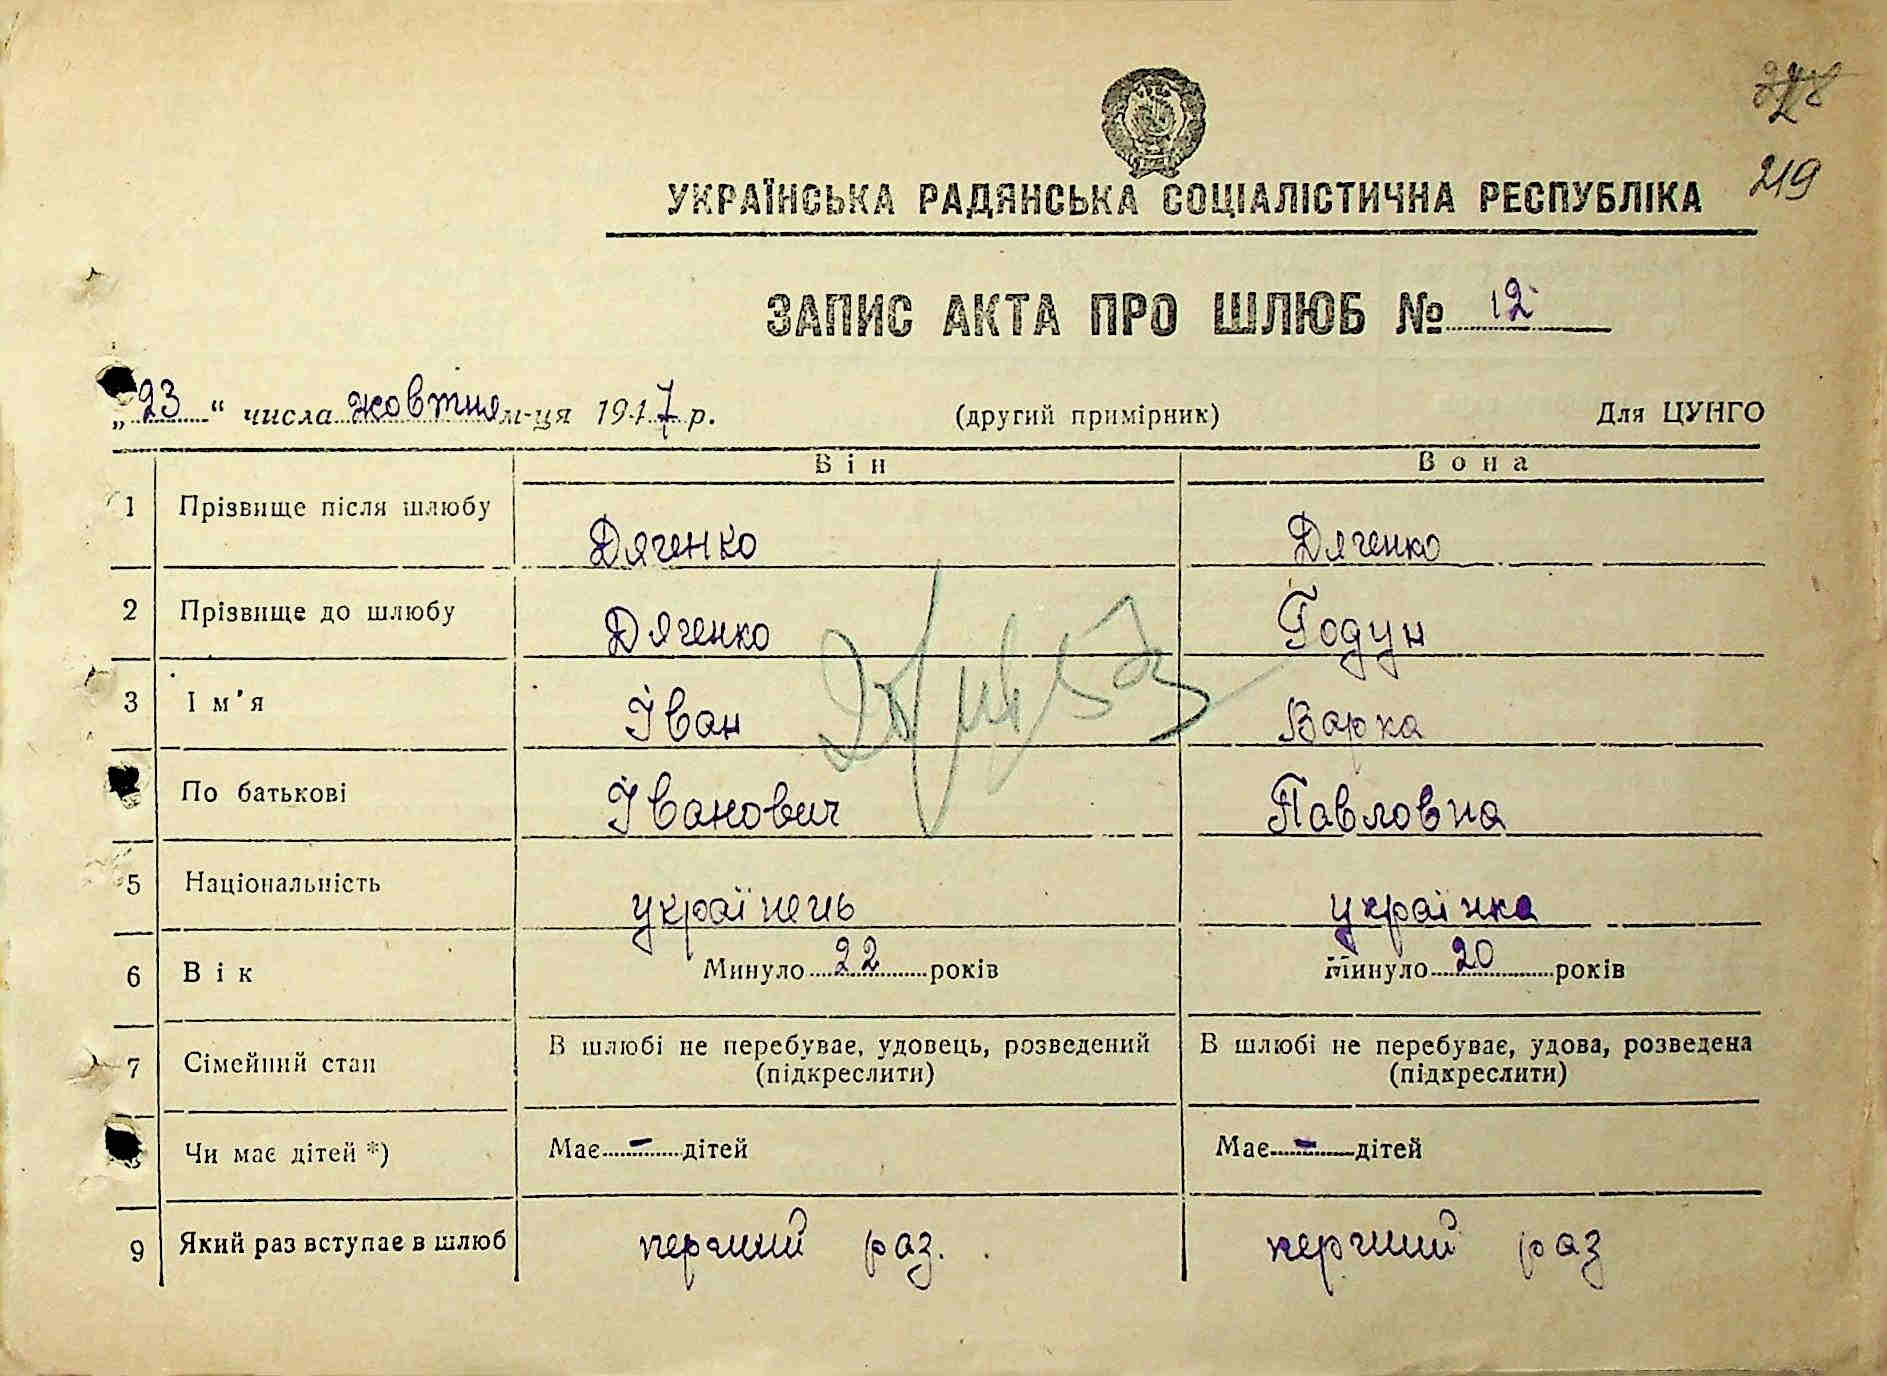 219
УКРАЇНСЬКА РАДЯНСЬКА СОЦІАЛІСТИЧНА РЕСПУБЛІКА
ЗАПИС АКТА ПРО ШЛЮБ № 12
„23“ числа жовтня м-ця 1947 р. (другий примірник) Для ЦУНГО
Він Вона
1 Прізвище після шлюбу Дяченко Дяченко
2 Прізвище до шлюбу Дяченко Годун
3 Ім'я Іван Варка
По батькові Іванович Павловна
5 Національність українець українка
6 Вік Минуло 22 років Минуло 20 років
7 Сімейний стан В шлюбі не перебуває, удовець, розведений В шлюбі не перебуває, удова, розведена
(підкреслити) (підкреслити)
Чи має дітей *) Має – дітей Має – дітей
9 Який раз вступає в шлюб перший раз. перший раз